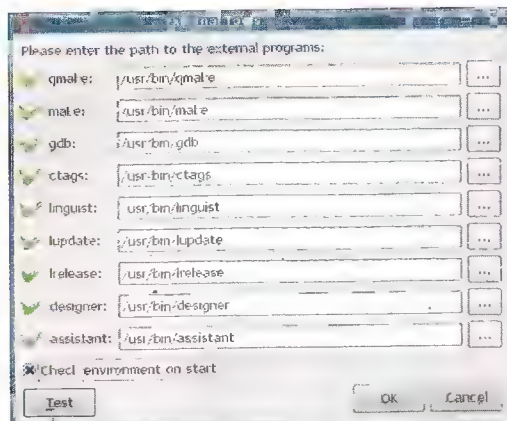 Please enter the path to the external programs:
qmake: /usr/bin/qmake ...
make: /usr/bin/make ...
gdb: /usr/bin/gdb ...
ctags: /usr/bin/ctags ...
linguist: /usr/bin/linguist ...
lupdate: /usr/bin/lupdate ...
lrelease: /usr/bin/lrelease ...
designer: /usr/bin/designer ...
assistant: /usr/bin/assistant ...
Check environment on start
Test OK Cancel